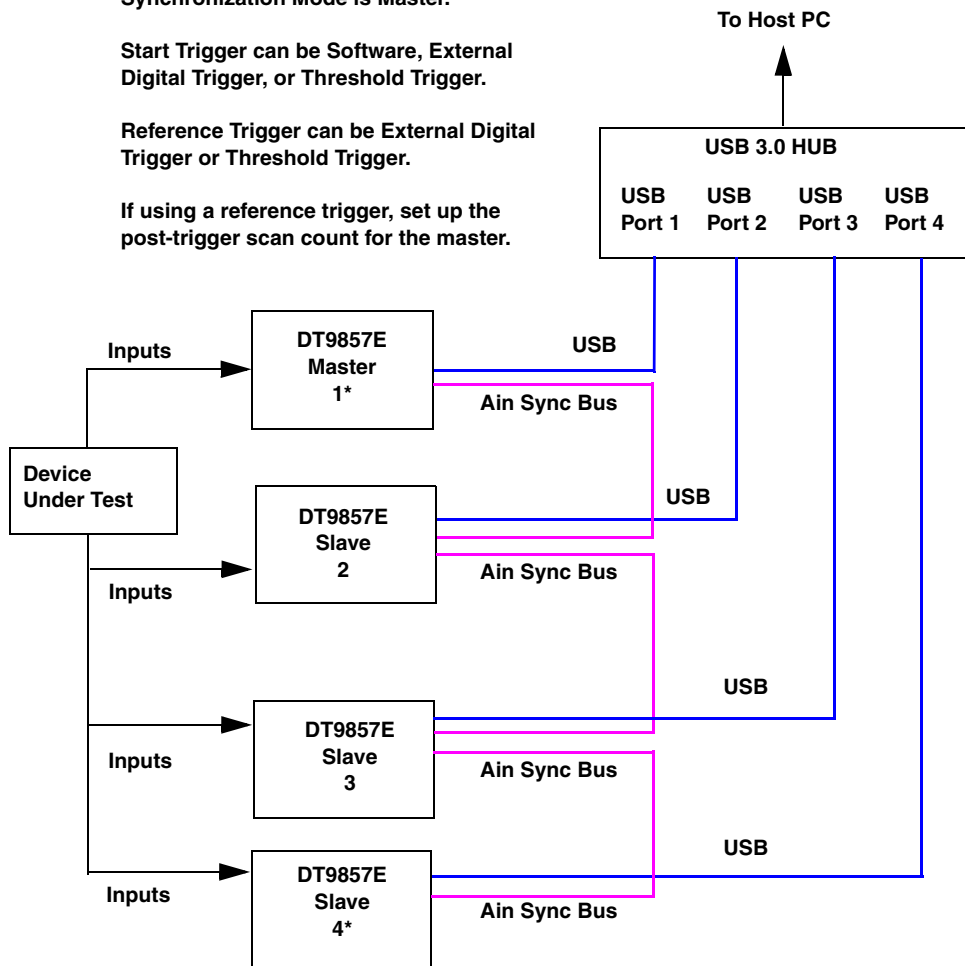 Synchronization Mode is Master.
To Host PC
Start Trigger can be Software, External
Digital Trigger, or Threshold Trigger.
Reference Trigger can be External Digital
Trigger or Threshold Trigger.
If using a reference trigger, set up the
post-trigger scan count for the master.
USB 3.0 HUB
USB
Port 1
USB
Port 2
USB
Port 3
USB
Port 4
Inputs
DT9857E
Master
1*
USB
Ain Sync Bus
Device
Under Test
DT9857E
Slave
2
USB
Inputs
Ain Sync Bus
DT9857E
Slave
3
USB
Inputs
Ain Sync Bus
DT9857E
Slave
4*
USB
Inputs
Ain Sync Bus